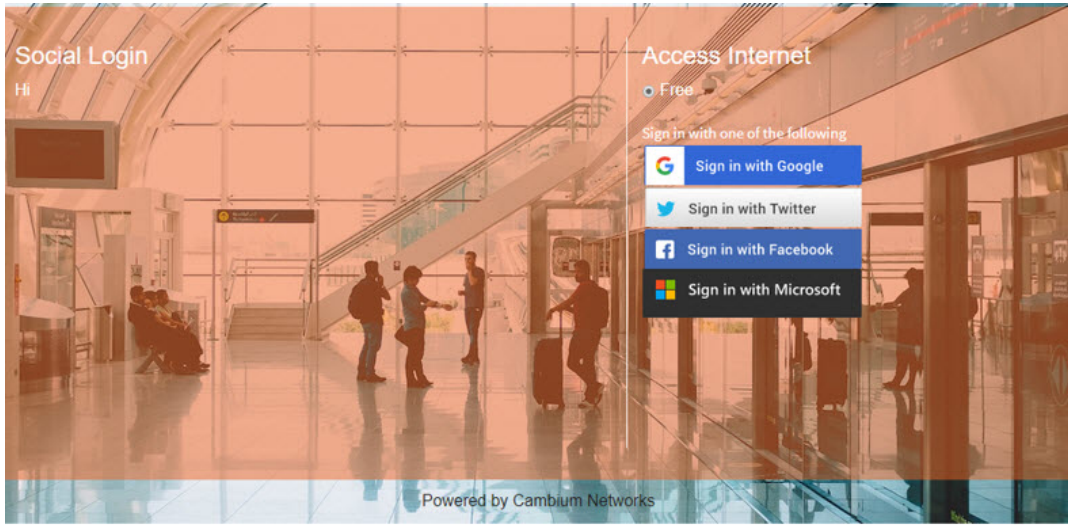 Social Login
Hi
Access Internet
Free
Sign in with one of the following
Sign in with Google
Sign in with Twitter
Sign in with Facebook
Sign in with Microsoft
Powered by Cambium Networks